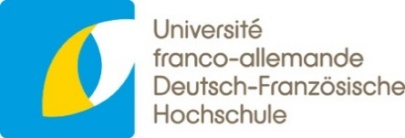 Université
franco-allemande
Deutsch-Französische
Hochschule